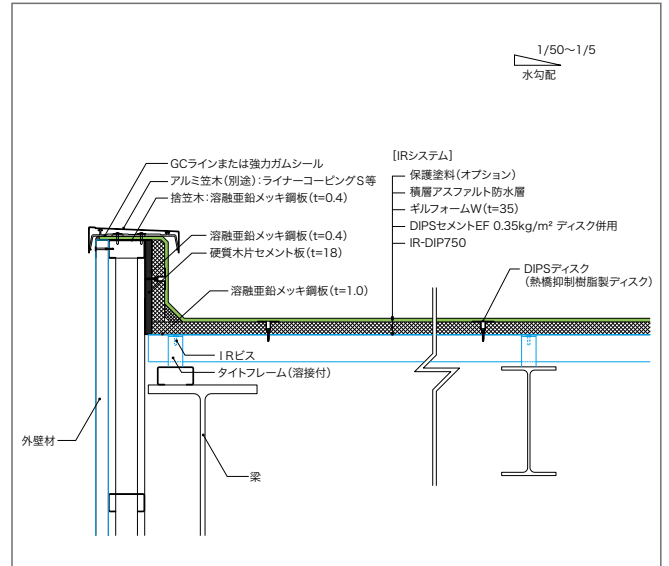 1/50～1/5
水勾配
[IRシステム]
保護塗料（オプション）
積層アスファルト防水層
ギルフォームW（t=35）
DIPSセメントEF 0.35kg/m² ディスク併用
IR-DIP750
GCラインまたは強力ガムシール
アルミ笠木（別途）：ライナーコーピングS等
捨笠木：溶融亜鉛メッキ鋼板（t=0.4）
溶融亜鉛メッキ鋼板（t=0.4）
硬質木片セメント板（t=18）
溶融亜鉛メッキ鋼板（t=1.0）
DIPSディスク
（熱橋抑制樹脂製ディスク）
IRビス
タイトフレーム（溶接付）
外壁材
梁